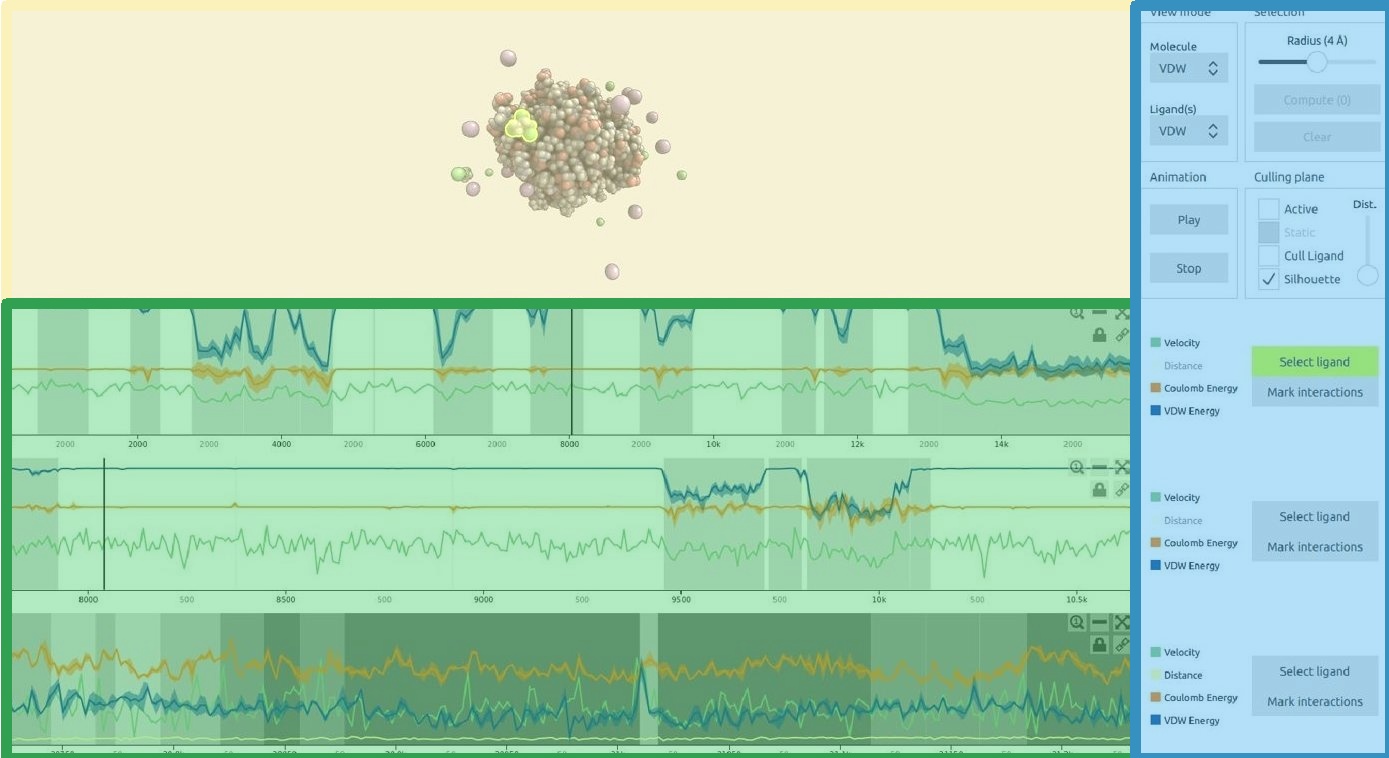 View mode
Selection
Molecule
VDW
Ligand(s)
VDW
Radius (4 Å)
Compute (0)
Clear
Animation
Play
Stop
Culling plane
Active
Static
Cull Ligand
Silhouette
Dist.
2000 2000 2000 4000 2000 6000 2000 8000 2000 10k 2000 12k 2000 14k 2000
Velocity
Distance
Coulomb Energy
VDW Energy
Select ligand
Mark interactions
8000 500 8500 500 9000 500 9500 500 10k 500 10.5k
Velocity
Distance
Coulomb Energy
VDW Energy
Select ligand
Mark interactions
Velocity
Distance
Coulomb Energy
VDW Energy
Select ligand
Mark interactions